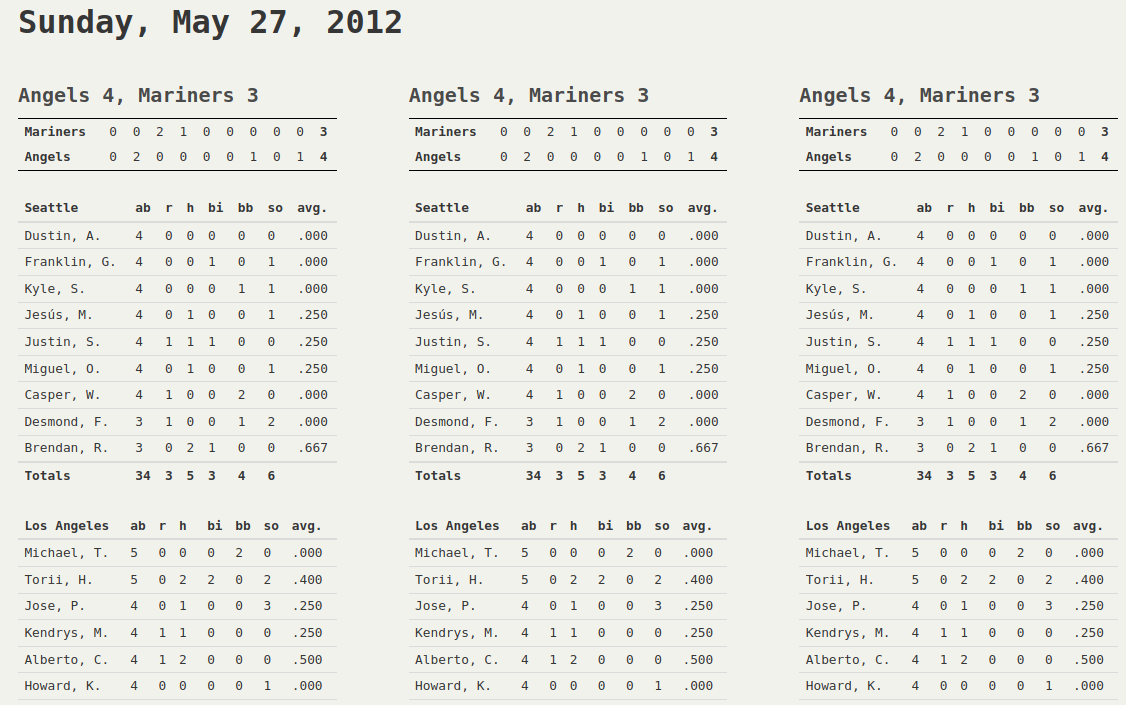 Sunday, May 27, 2012
Angels 4, Mariners 3
Mariners 0 0 2 1 0 0 0 0 0 3
Angels 0 2 0 0 0 0 1 0 1 4
Seattle ab r h bi bb so avg.
Dustin, A. 4 0 0 0 0 0 .000
Franklin, G. 4 0 0 1 0 1 .000
Kyle, S. 4 0 0 0 1 1 .000
Jesús, M. 4 0 1 0 0 1 .250
Justin, S. 4 1 1 1 0 0 .250
Miguel, O. 4 0 1 0 0 1 .250
Casper, W. 4 1 0 0 2 0 .000
Desmond, F. 3 1 0 0 1 2 .000
Brendan, R. 3 0 2 1 0 0 .667
Totals 34 3 5 3 4 6
Los Angeles ab r h bi bb so avg.
Michael, T. 5 0 0 0 2 0 .000
Torii, H. 5 0 2 2 0 2 .400
Jose, P. 4 0 1 0 0 3 .250
Kendrys, M. 4 1 1 0 0 0 .250
Alberto, C. 4 1 2 0 0 0 .500
Howard, K. 4 0 0 0 0 1 .000
Angels 4, Mariners 3
Mariners 0 0 2 1 0 0 0 0 0 3
Angels 0 2 0 0 0 0 1 0 1 4
Seattle ab r h bi bb so avg.
Dustin, A. 4 0 0 0 0 0 .000
Franklin, G. 4 0 0 1 0 1 .000
Kyle, S. 4 0 0 0 1 1 .000
Jesús, M. 4 0 1 0 0 1 .250
Justin, S. 4 1 1 1 0 0 .250
Miguel, O. 4 0 1 0 0 1 .250
Casper, W. 4 1 0 0 2 0 .000
Desmond, F. 3 1 0 0 1 2 .000
Brendan, R. 3 0 2 1 0 0 .667
Totals 34 3 5 3 4 6
Los Angeles ab r h bi bb so avg.
Michael, T. 5 0 0 0 2 0 .000
Torii, H. 5 0 2 2 0 2 .400
Jose, P. 4 0 1 0 0 3 .250
Kendrys, M. 4 1 1 0 0 0 .250
Alberto, C. 4 1 2 0 0 0 .500
Howard, K. 4 0 0 0 0 1 .000
Angels 4, Mariners 3
Mariners 0 0 2 1 0 0 0 0 0 3
Angels 0 2 0 0 0 0 1 0 1 4
Seattle ab r h bi bb so avg.
Dustin, A. 4 0 0 0 0 0 .000
Franklin, G. 4 0 0 1 0 1 .000
Kyle, S. 4 0 0 0 1 1 .000
Jesús, M. 4 0 1 0 0 1 .250
Justin, S. 4 1 1 1 0 0 .250
Miguel, O. 4 0 1 0 0 1 .250
Casper, W. 4 1 0 0 2 0 .000
Desmond, F. 3 1 0 0 1 2 .000
Brendan, R. 3 0 2 1 0 0 .667
Totals 34 3 5 3 4 6
Los Angeles ab r h bi bb so avg.
Michael, T. 5 0 0 0 2 0 .000
Torii, H. 5 0 2 2 0 2 .400
Jose, P. 4 0 1 0 0 3 .250
Kendrys, M. 4 1 1 0 0 0 .250
Alberto, C. 4 1 2 0 0 0 .500
Howard, K. 4 0 0 0 0 1 .000